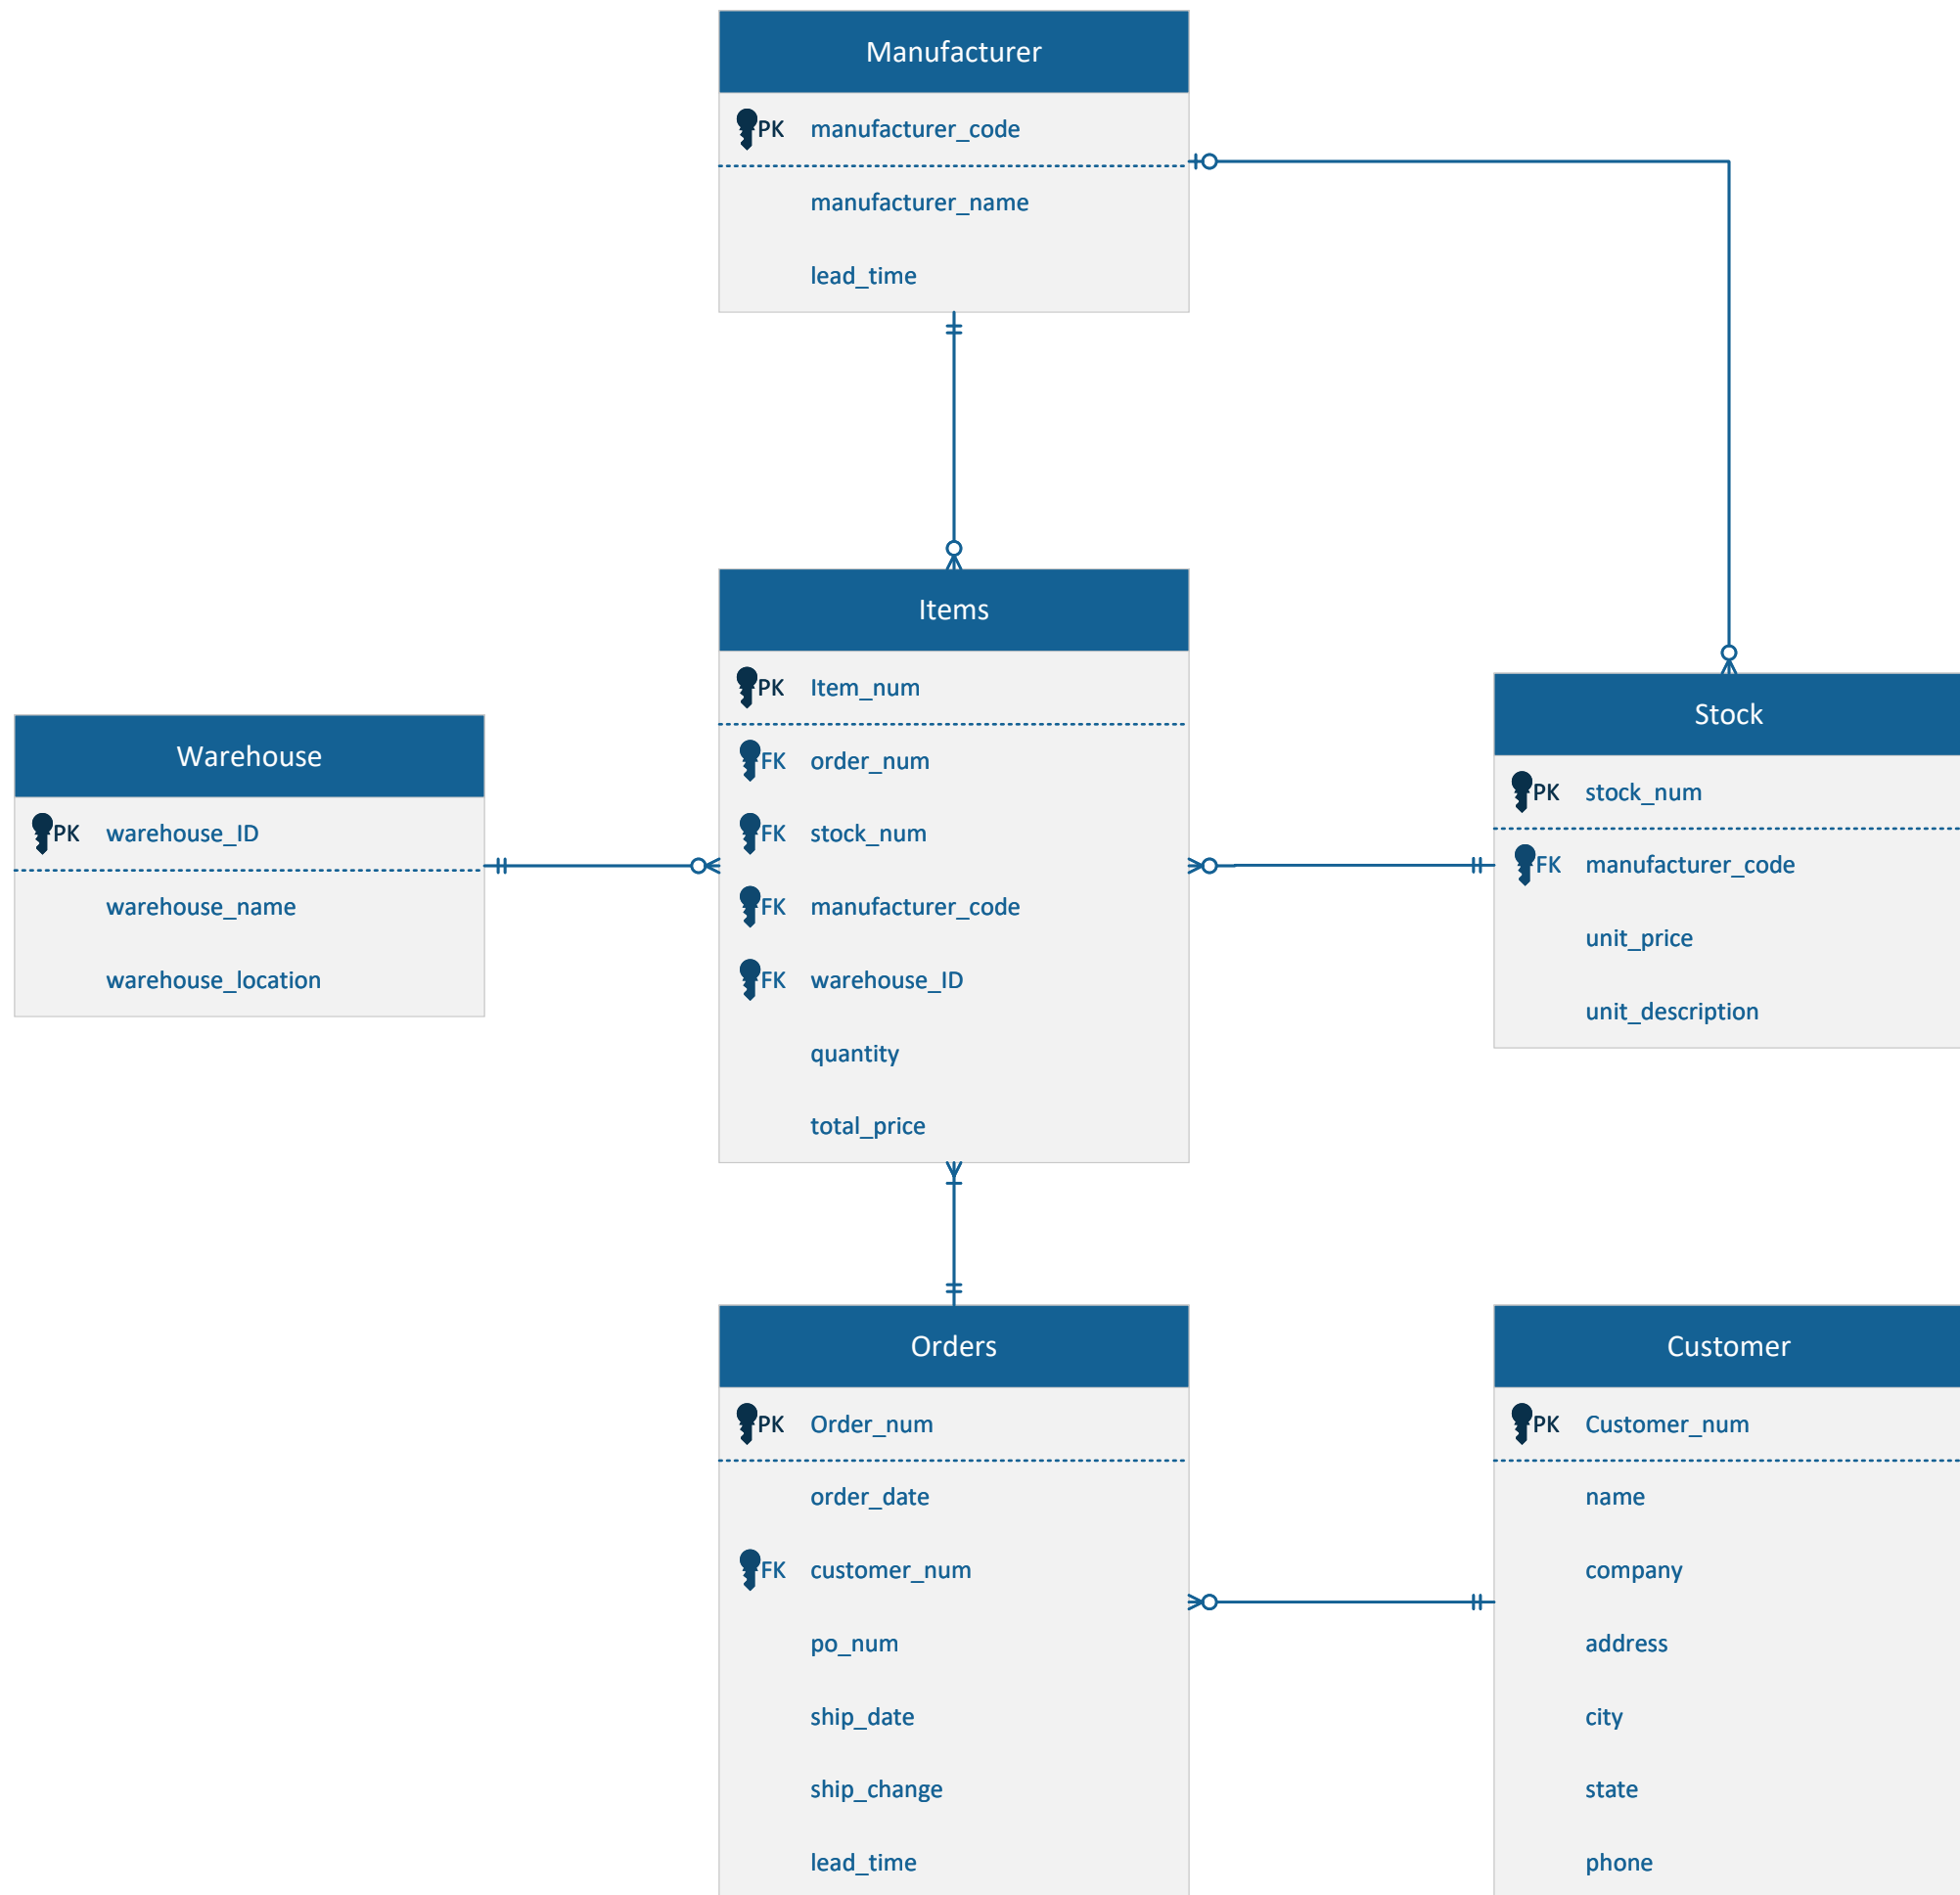 Manufacturer
PK manufacturer_code
manufacturer_name
lead_time
Items
PK Item_num
FK order_num
FK stock_num
FK manufacturer_code
FK warehouse_ID
quantity
total_price
Warehouse
PK warehouse_ID
warehouse_name
warehouse_location
Stock
PK stock_num
FK manufacturer_code
unit_price
unit_description
Orders
PK Order_num
order_date
FK customer_num
po_num
ship_date
ship_change
lead_time
Customer
PK Customer_num
name
company
address
city
state
phone